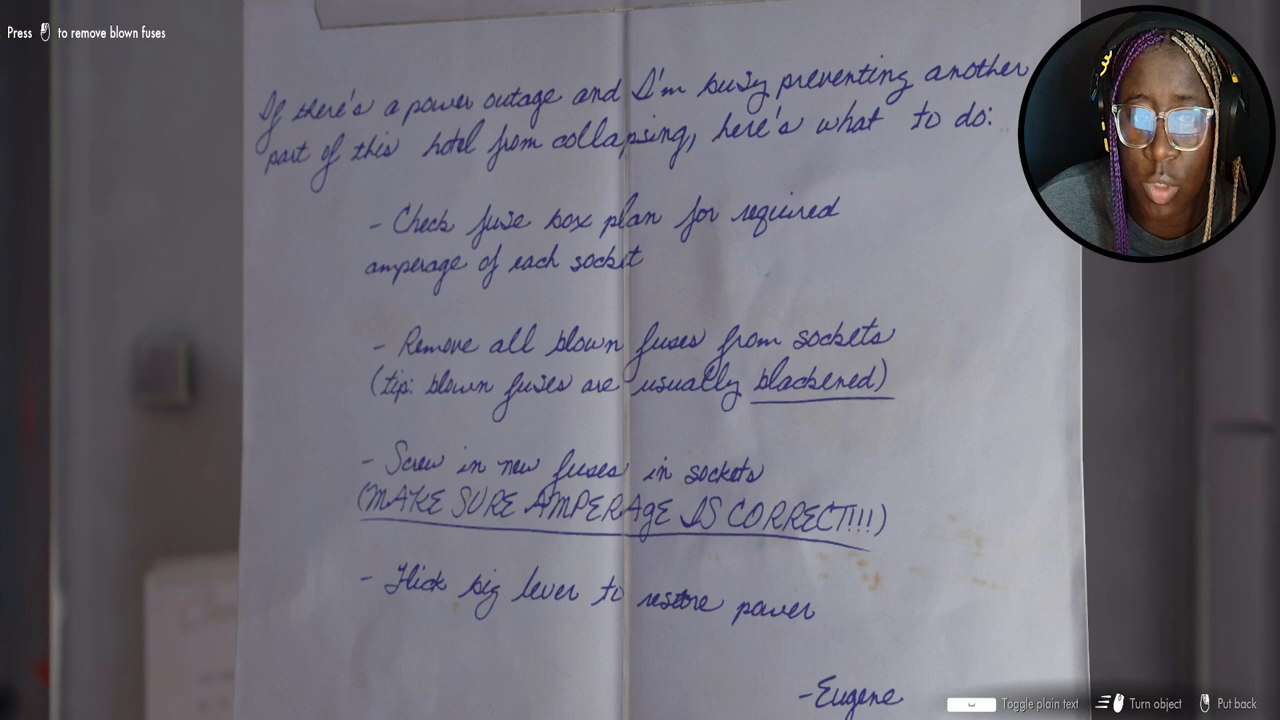 Press to remove blown fuses
If there's a power outage and I'm busy preventing another
part of this hotel from collapsing, here's what to do:
- Check fuse box plan for required
amperage of each socket
- Remove all blown fuses from sockets
(tip: blown fuses are usually blackened)
- Screw in new fuses in sockets
(MAKE SURE AMPERAgE IS CORRECT!!!)
- Flick big lever to restore power
-Eugene
Toggle plain text Turn object Put back